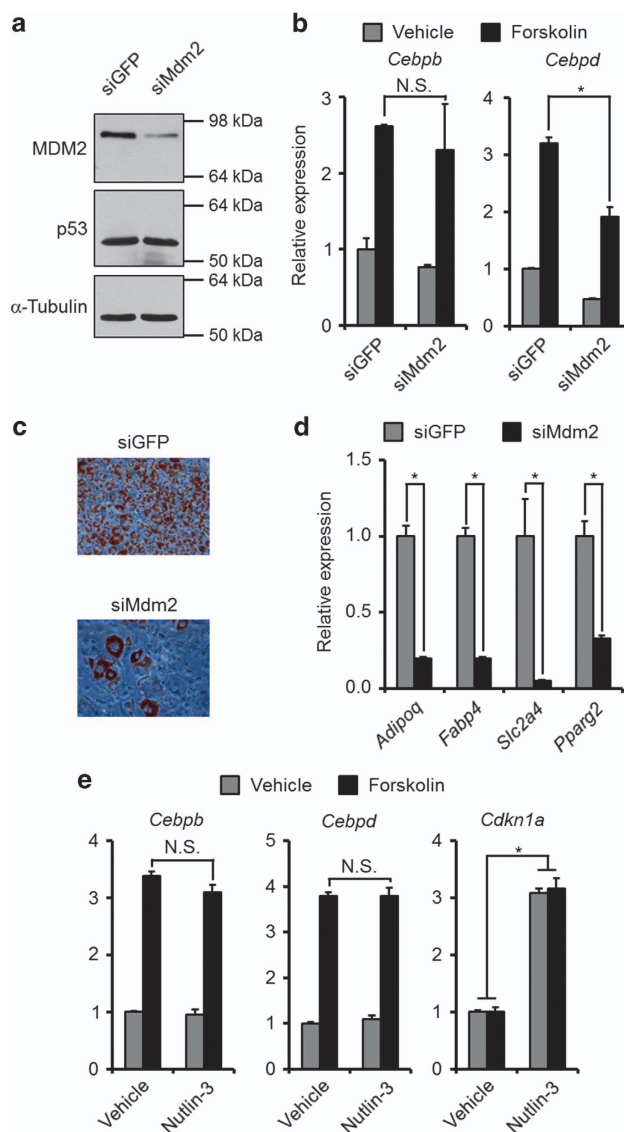 a
siGFP
siMdm2
MDM2
98 kDa
64 kDa
p53
64 kDa
50 kDa
α-Tubulin
64 kDa
50 kDa
b
Vehicle
Forskolin
Cebpb
Cebpd
Relative expression
N.S.
*
3
2
1
0
4
3
2
1
0
siGFP
siMdm2
siGFP
siMdm2
c
siGFP
siMdm2
d
siGFP
siMdm2
Relative expression
1.5
1.0
0.5
0.0
*
*
*
*
Adipoq
Fabp4
Slc2a4
Pparg2
e
Vehicle
Forskolin
Cebpb
Cebpd
Cdkn1a
4
3
2
1
0
N.S.
5
4
3
2
1
0
N.S.
4
3
2
1
0
*
Vehicle
Nutlin-3
Vehicle
Nutlin-3
Vehicle
Nutlin-3